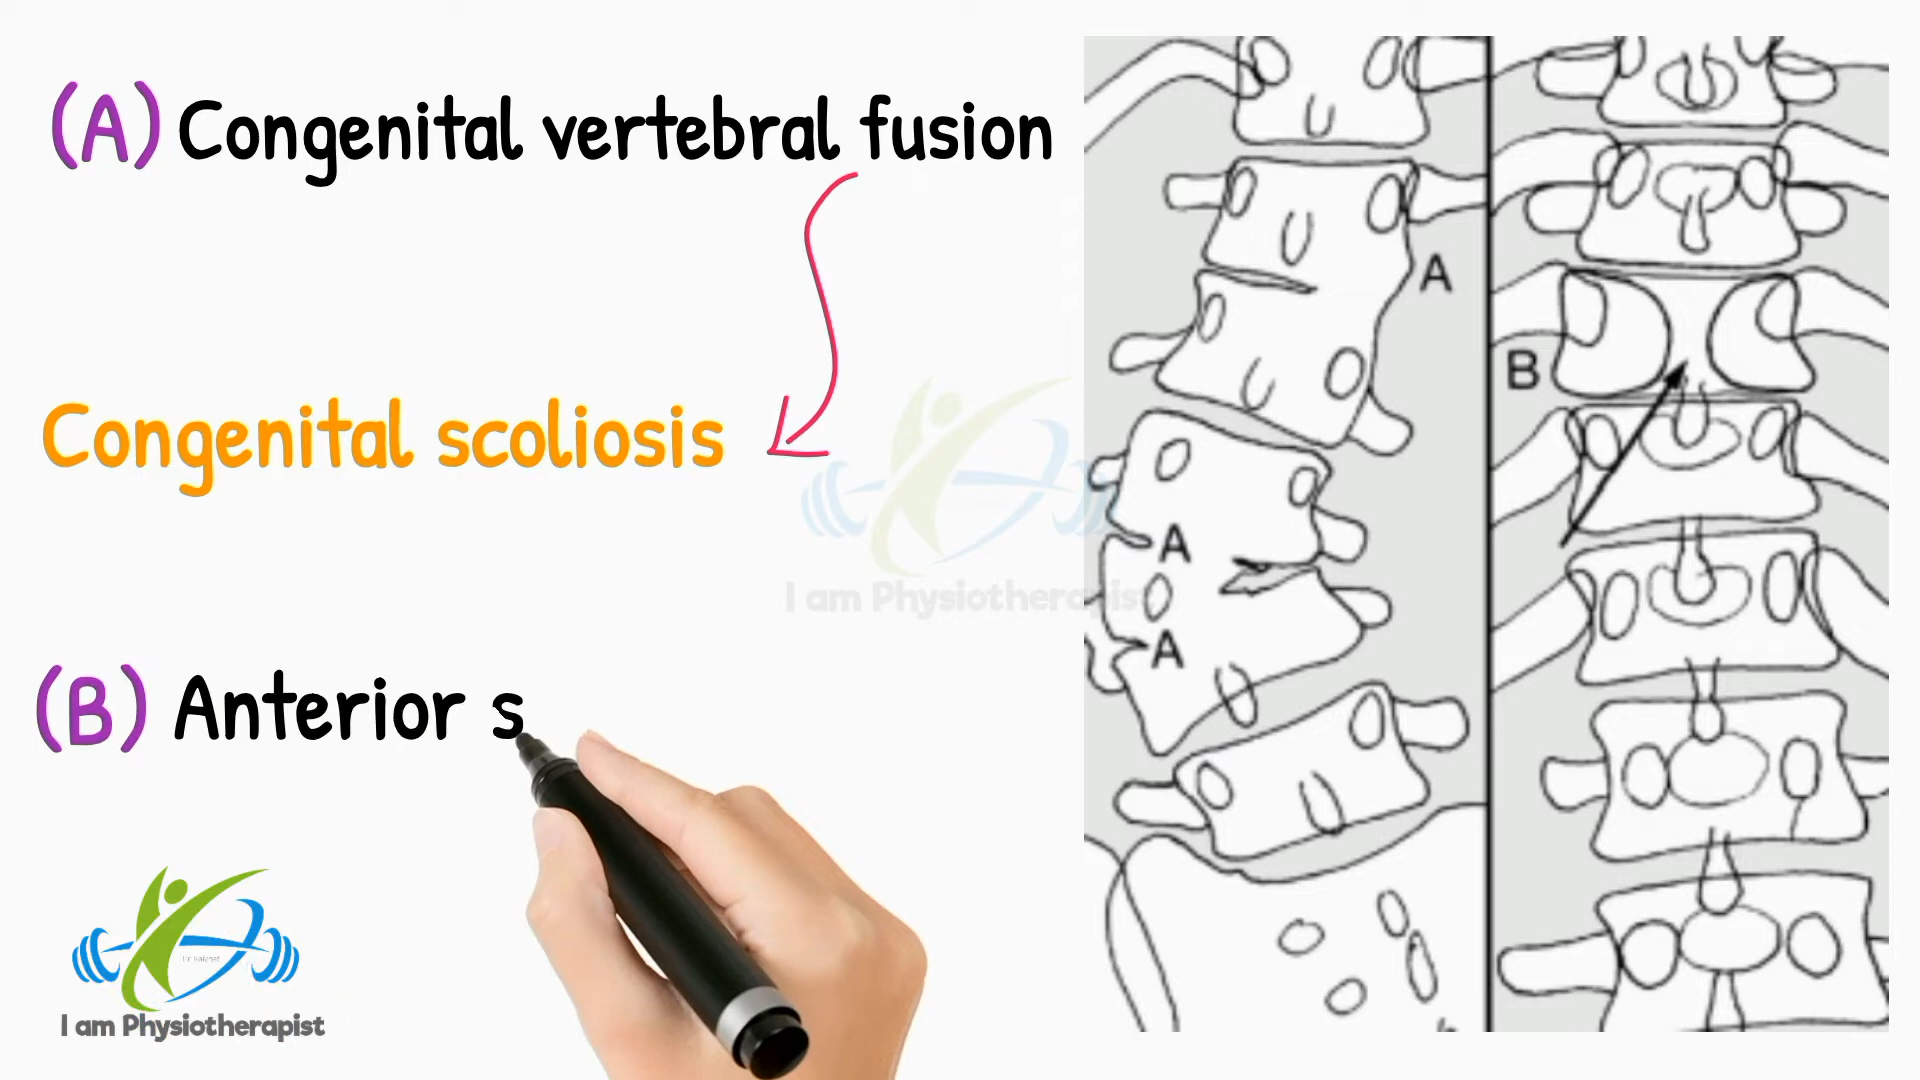 (A) Congenital vertebral fusion
Congenital scoliosis
(B) Anterior s
I am Physiotherapist
I am Physiotherapist
A
A
A
B